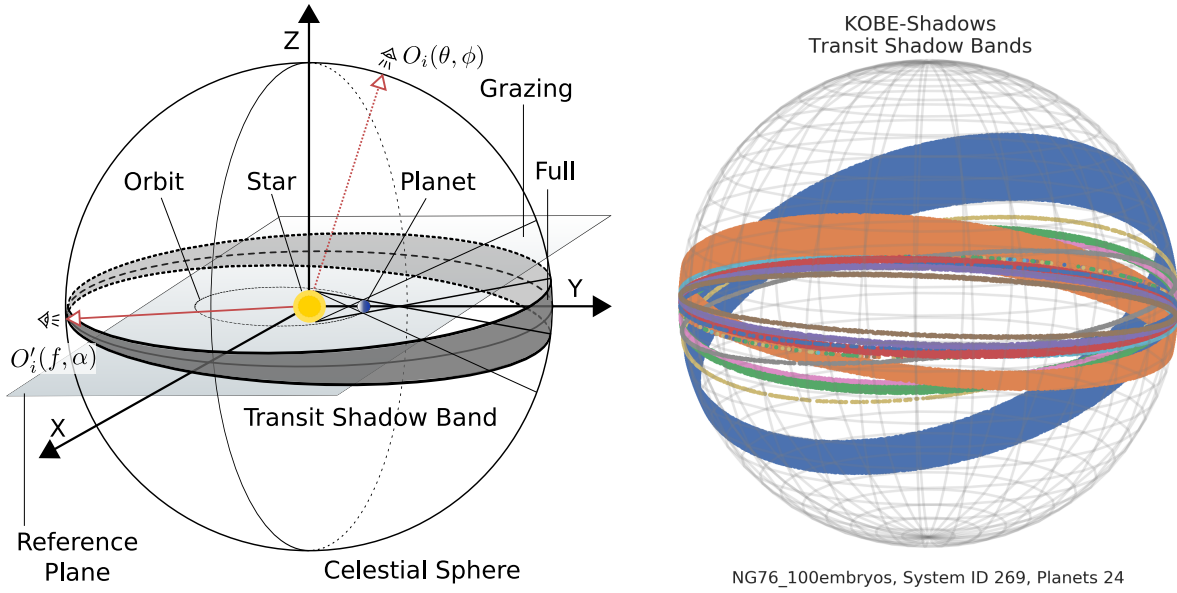 Z
O_i(θ, ϕ)
Grazing
Orbit
Star
Planet
Full
Y
O'_i(f, α)
X
Transit Shadow Band
Reference
Plane
Celestial Sphere
KOBE-Shadows
Transit Shadow Bands
NG76_100embryos, System ID 269, Planets 24